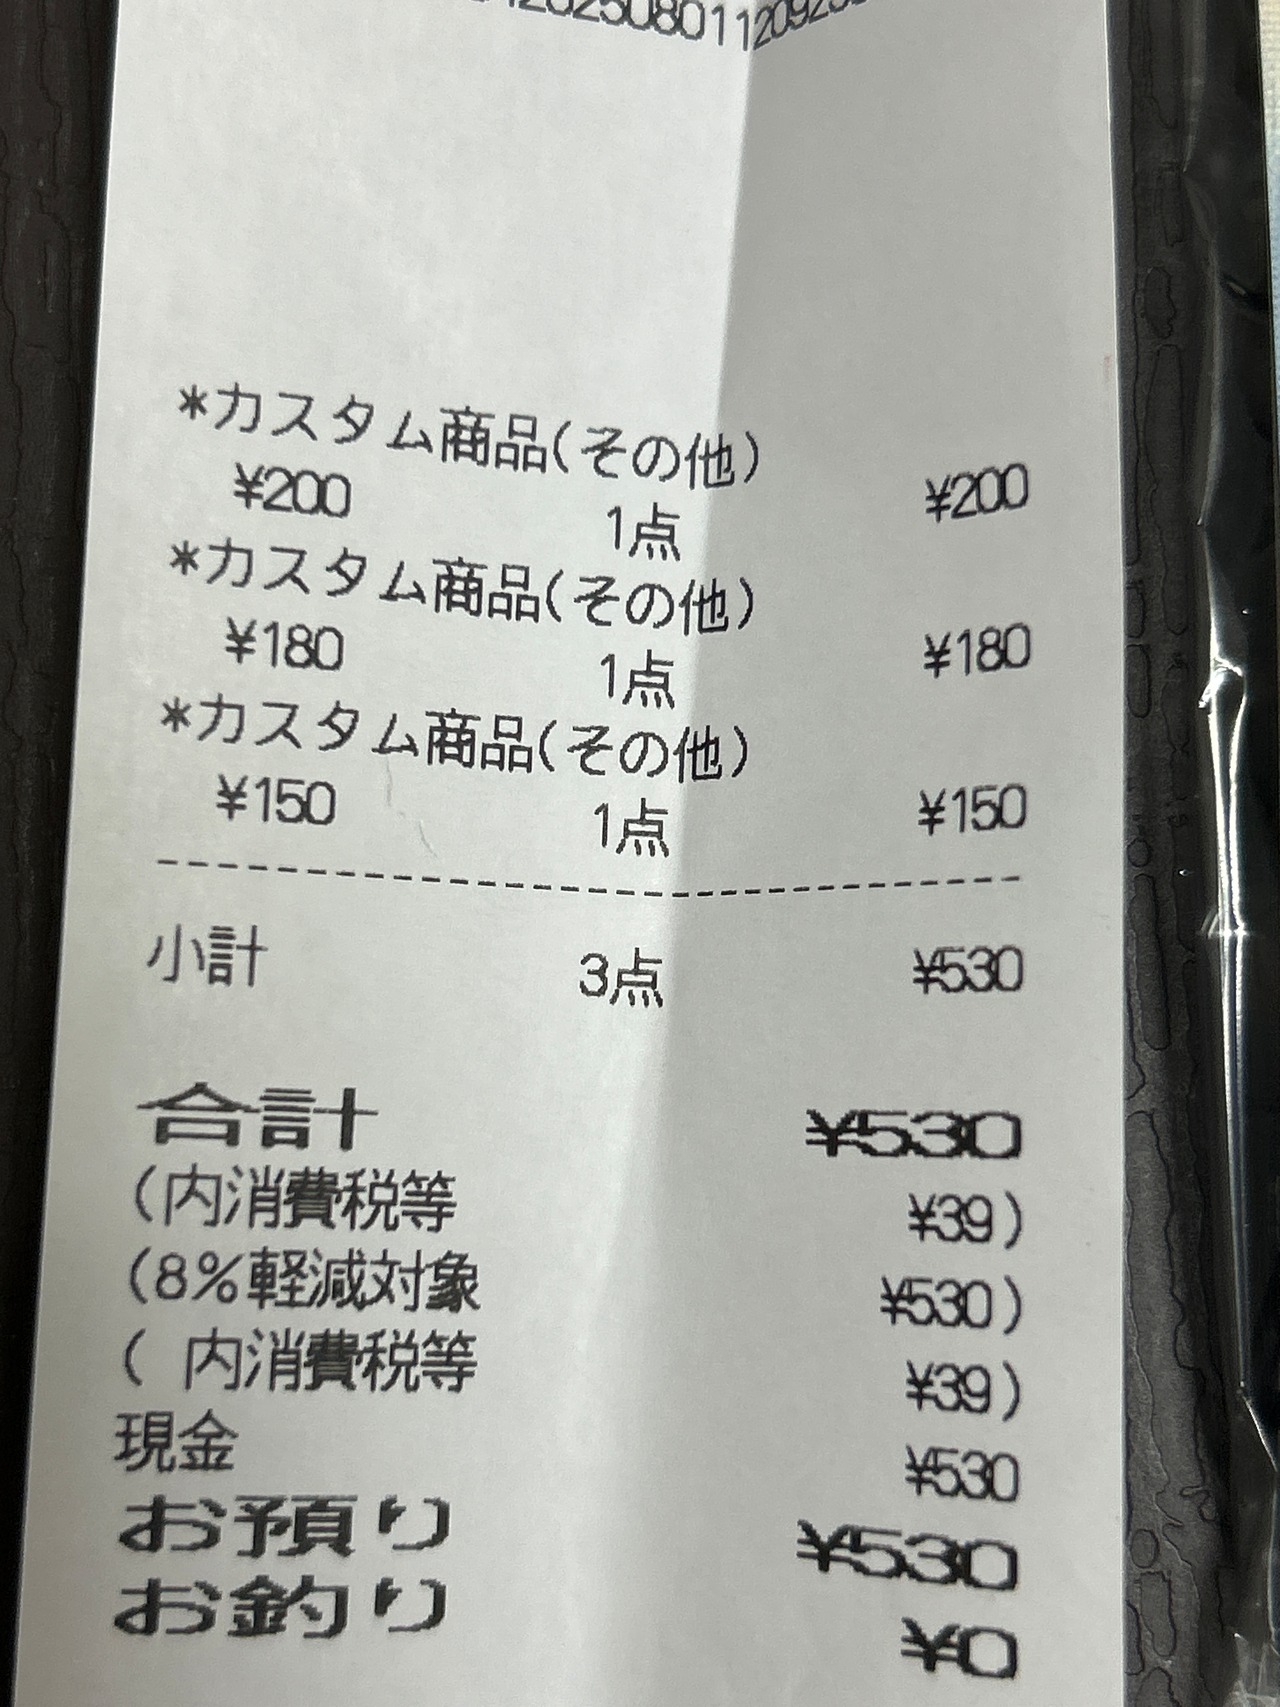 *カスタム商品(その他)
¥200 1点 ¥200
*カスタム商品(その他)
¥180 1点 ¥180
*カスタム商品(その他)
¥150 1点 ¥150
小計 3点 ¥530
合計 ¥530
(内消費税等 ¥39)
(8%軽減対象 ¥530)
( 内消費税等 ¥39)
現金 ¥530
お預り ¥530
お釣り ¥0